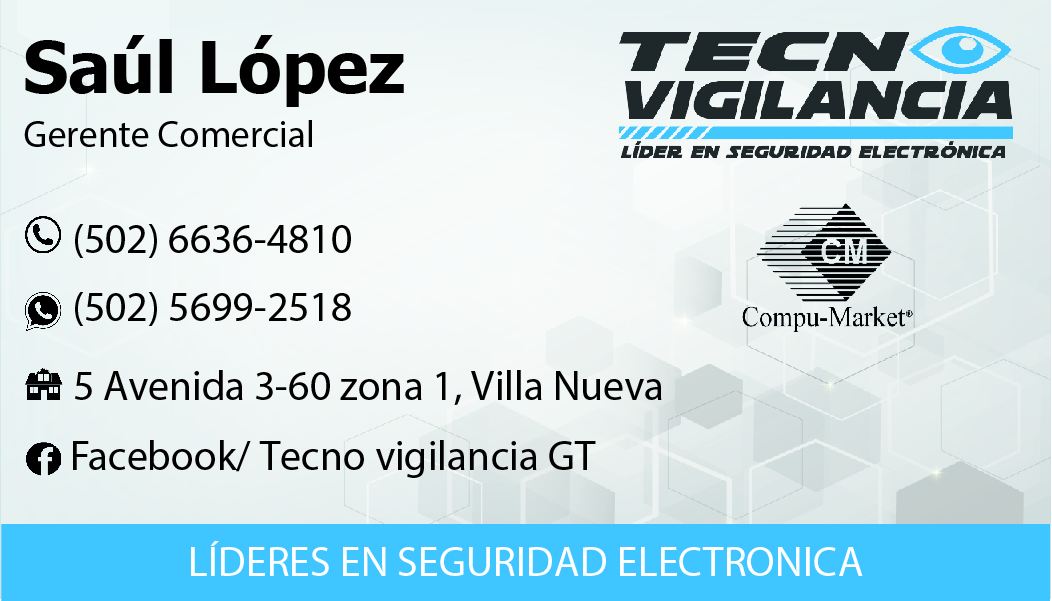 Saúl López
Gerente Comercial
TECN
VIGILANCIA
LÍDER EN SEGURIDAD ELECTRÓNICA
(502) 6636-4810
(502) 5699-2518
CM
Compu-Market®
5 Avenida 3-60 zona 1, Villa Nueva
Facebook/ Tecno vigilancia GT
LÍDERES EN SEGURIDAD ELECTRONICA